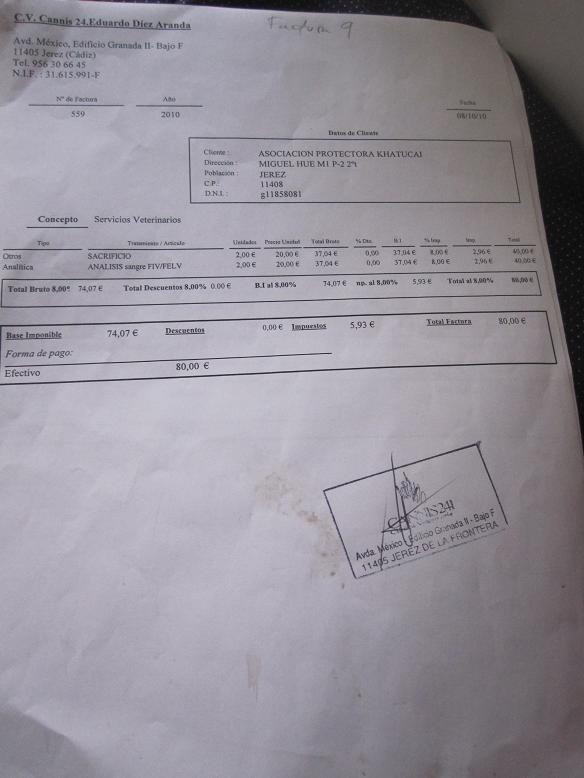 Factura 9
C.V. Cannis 24.Eduardo Díez Aranda
Avd. México, Edificio Granada II- Bajo F
11405 Jerez (Cádiz)
Tel. 956 30 66 45
N.I.F. : 31.615.991-F
Nº de Factura Año Fecha
559 2010 08/10/10
Datos de Cliente
Cliente : ASOCIACION PROTECTORA KHATUCAI
Dirección : MIGUEL HUE M1 P-2 2ºt
Población : JEREZ
C.P.: 11408
D.N.I. : g11858081
Concepto Servicios Veterinarios
Tipo Tratamiento / Artículo Unidades Precio Unidad Total Bruto % Dto. B.I % Imp. Imp. Total
Otros SACRIFICIO 2,00 € 20,00 € 37,04 € 0,00 37,04 € 8,00 € 2,96 € 40,00 €
Analítica ANALISIS sangre FIV/FELV 2,00 € 20,00 € 37,04 € 0,00 37,04 € 8,00 € 2,96 € 40,00 €
Total Bruto 8,00% 74,07 € Total Descuentos 8,00% 0.00 € B.I al 8,00% 74,07 € np. al 8,00% 5,93 € Total al 8,00% 80,00 €
Base Imponible 74,07 € Descuentos 0,00 € Impuestos 5,93 € Total Factura 80,00 €
Forma de pago:
Efectivo 80,00 €
Avda. México, Edificio Granada II - Bajo F
11405 JEREZ DE LA FRONTERA